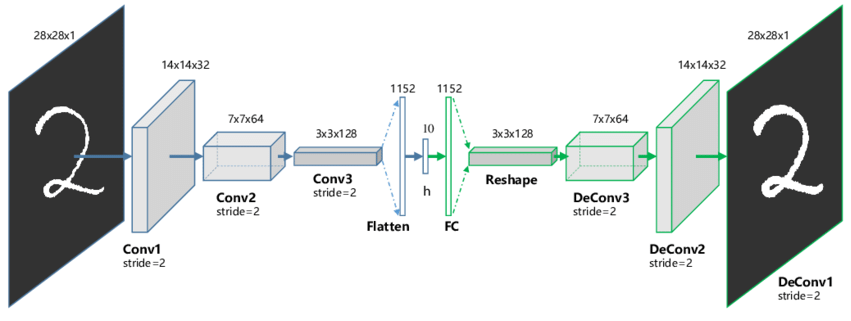 28x28x1
14x14x32
7x7x64
3x3x128
1152
10
1152
3x3x128
7x7x64
14x14x32
28x28x1
2
2
Conv1
stride=2
Conv2
stride=2
Conv3
stride=2
Flatten
h
FC
Reshape
DeConv3
stride=2
DeConv2
stride=2
DeConv1
stride=2